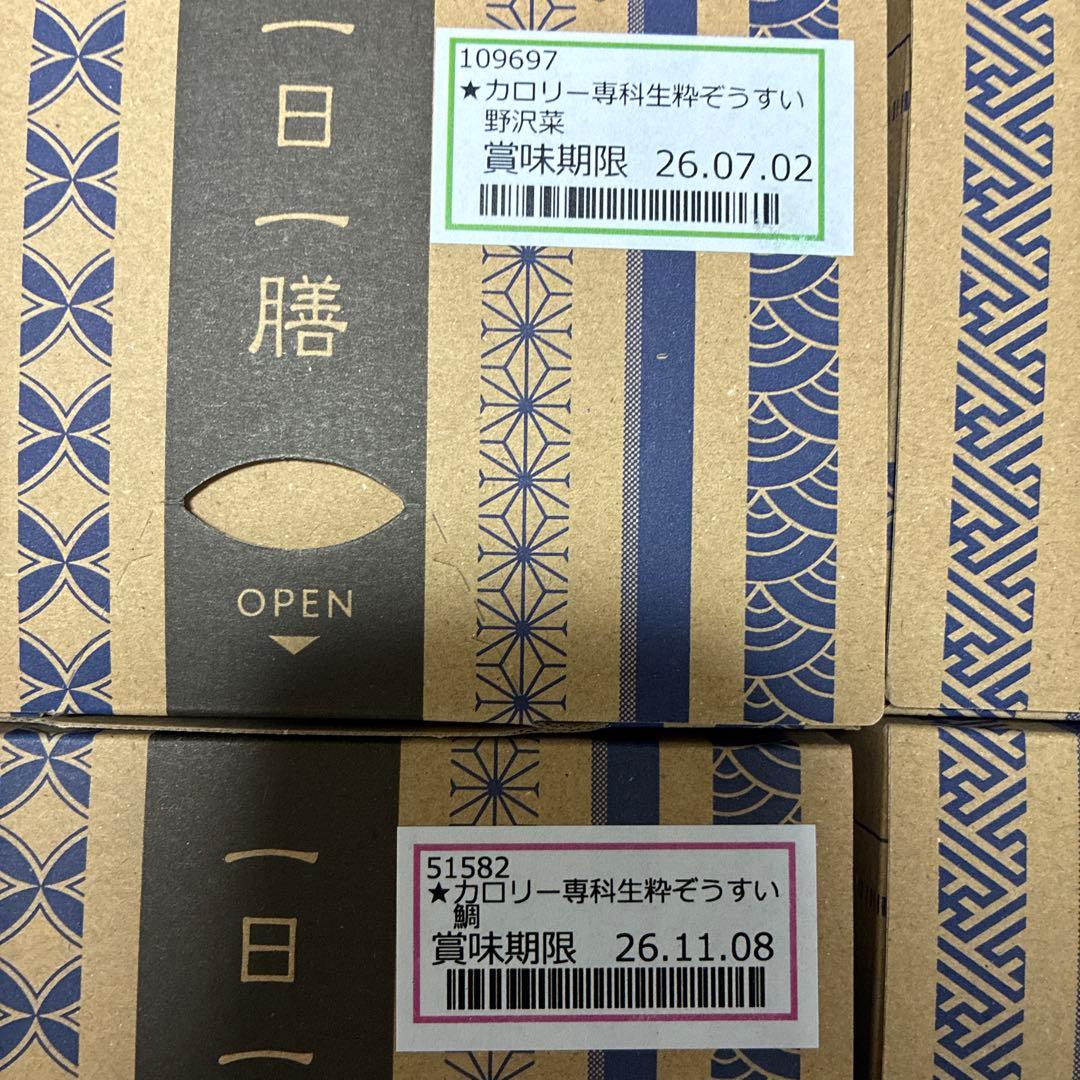 一日一膳
OPEN
109697
★カロリー専科生粋ぞうすい
野沢菜
賞味期限 26.07.02
51582
★カロリー専科生粋ぞうすい
鯛
賞味期限 26.11.08
一日一